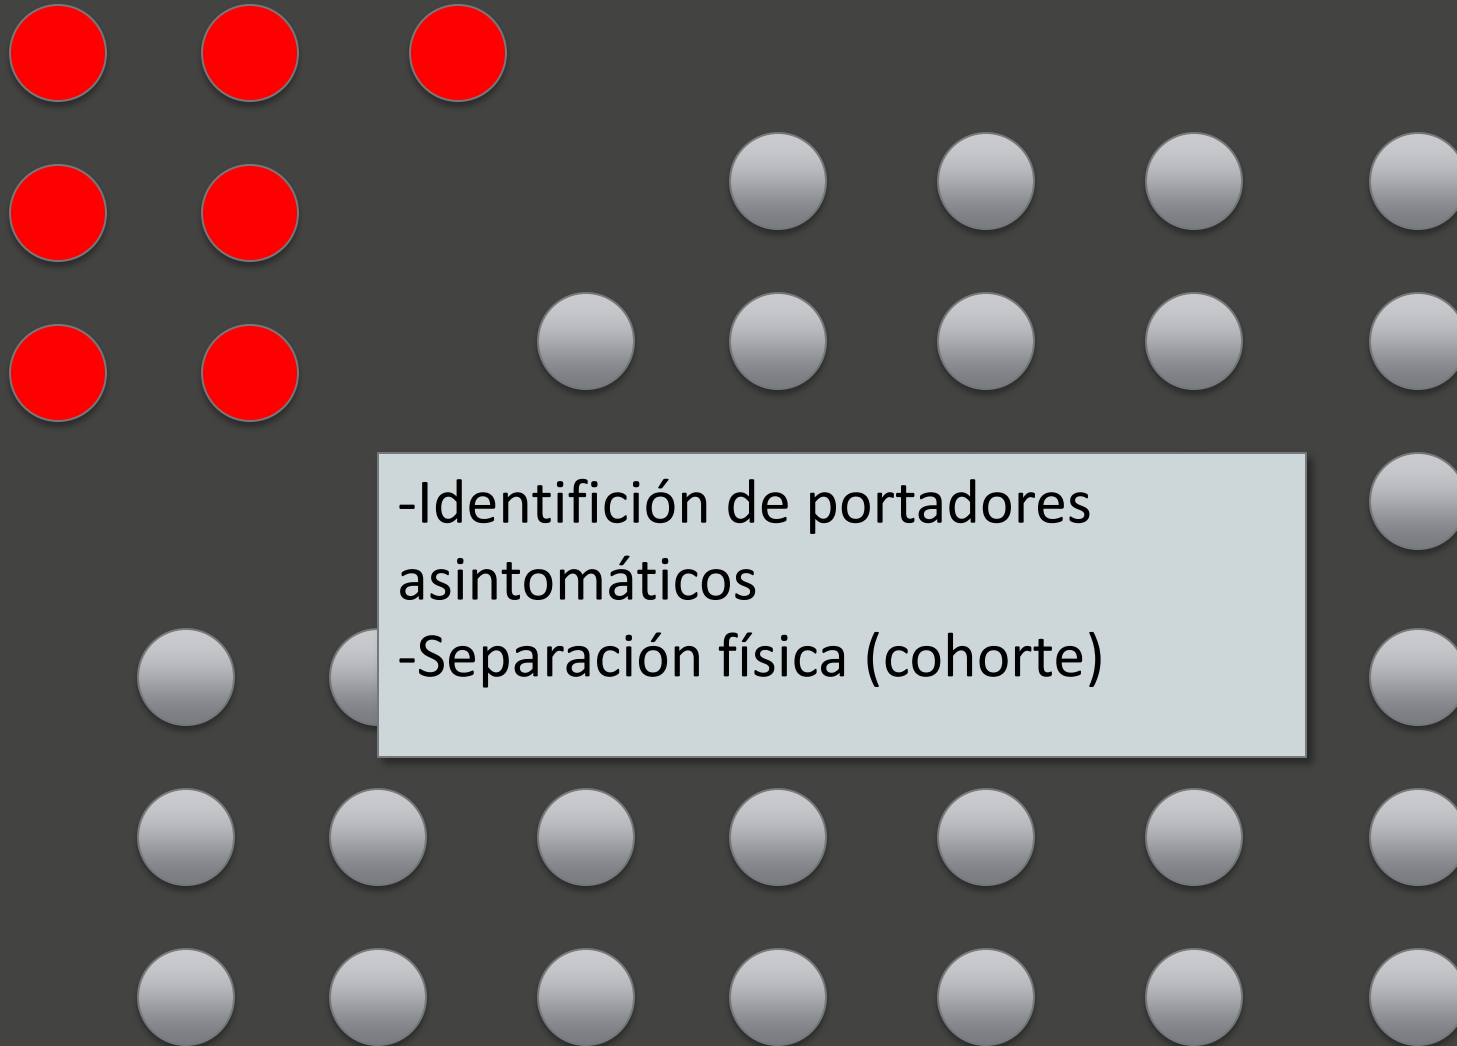 -Identifición de portadores
asintomáticos
-Separación física (cohorte)